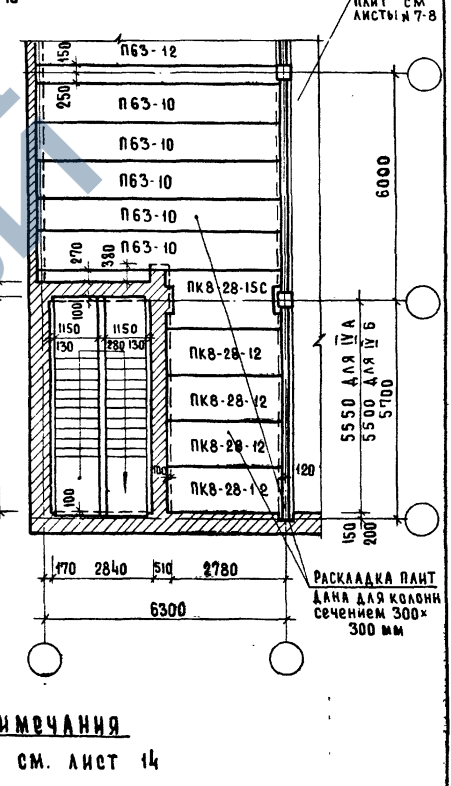 ПЛИТ СМ
ЛИСТЫ N 7-8
150
П63-12
250
П63-10
П63-10
П63-10
П63-10
П63-10
6000
270
380
ПК8-28-15С
100
1150
1150
130
280
130
ПК8-28-12
ПК8-28-12
ПК8-28-12
ПК8-28-12
5550 ДЛЯ IV А
5500 ДЛЯ IV Б
5700
100
100
120
150
200
170
2840
510
2780
6300
РАСКЛАДКА ПЛИТ
ДАНА ДЛЯ КОЛОНН
СЕЧЕНИЕМ 300×
300 ММ
ИМЕЧАНИЯ
СМ. ЛИСТ 14